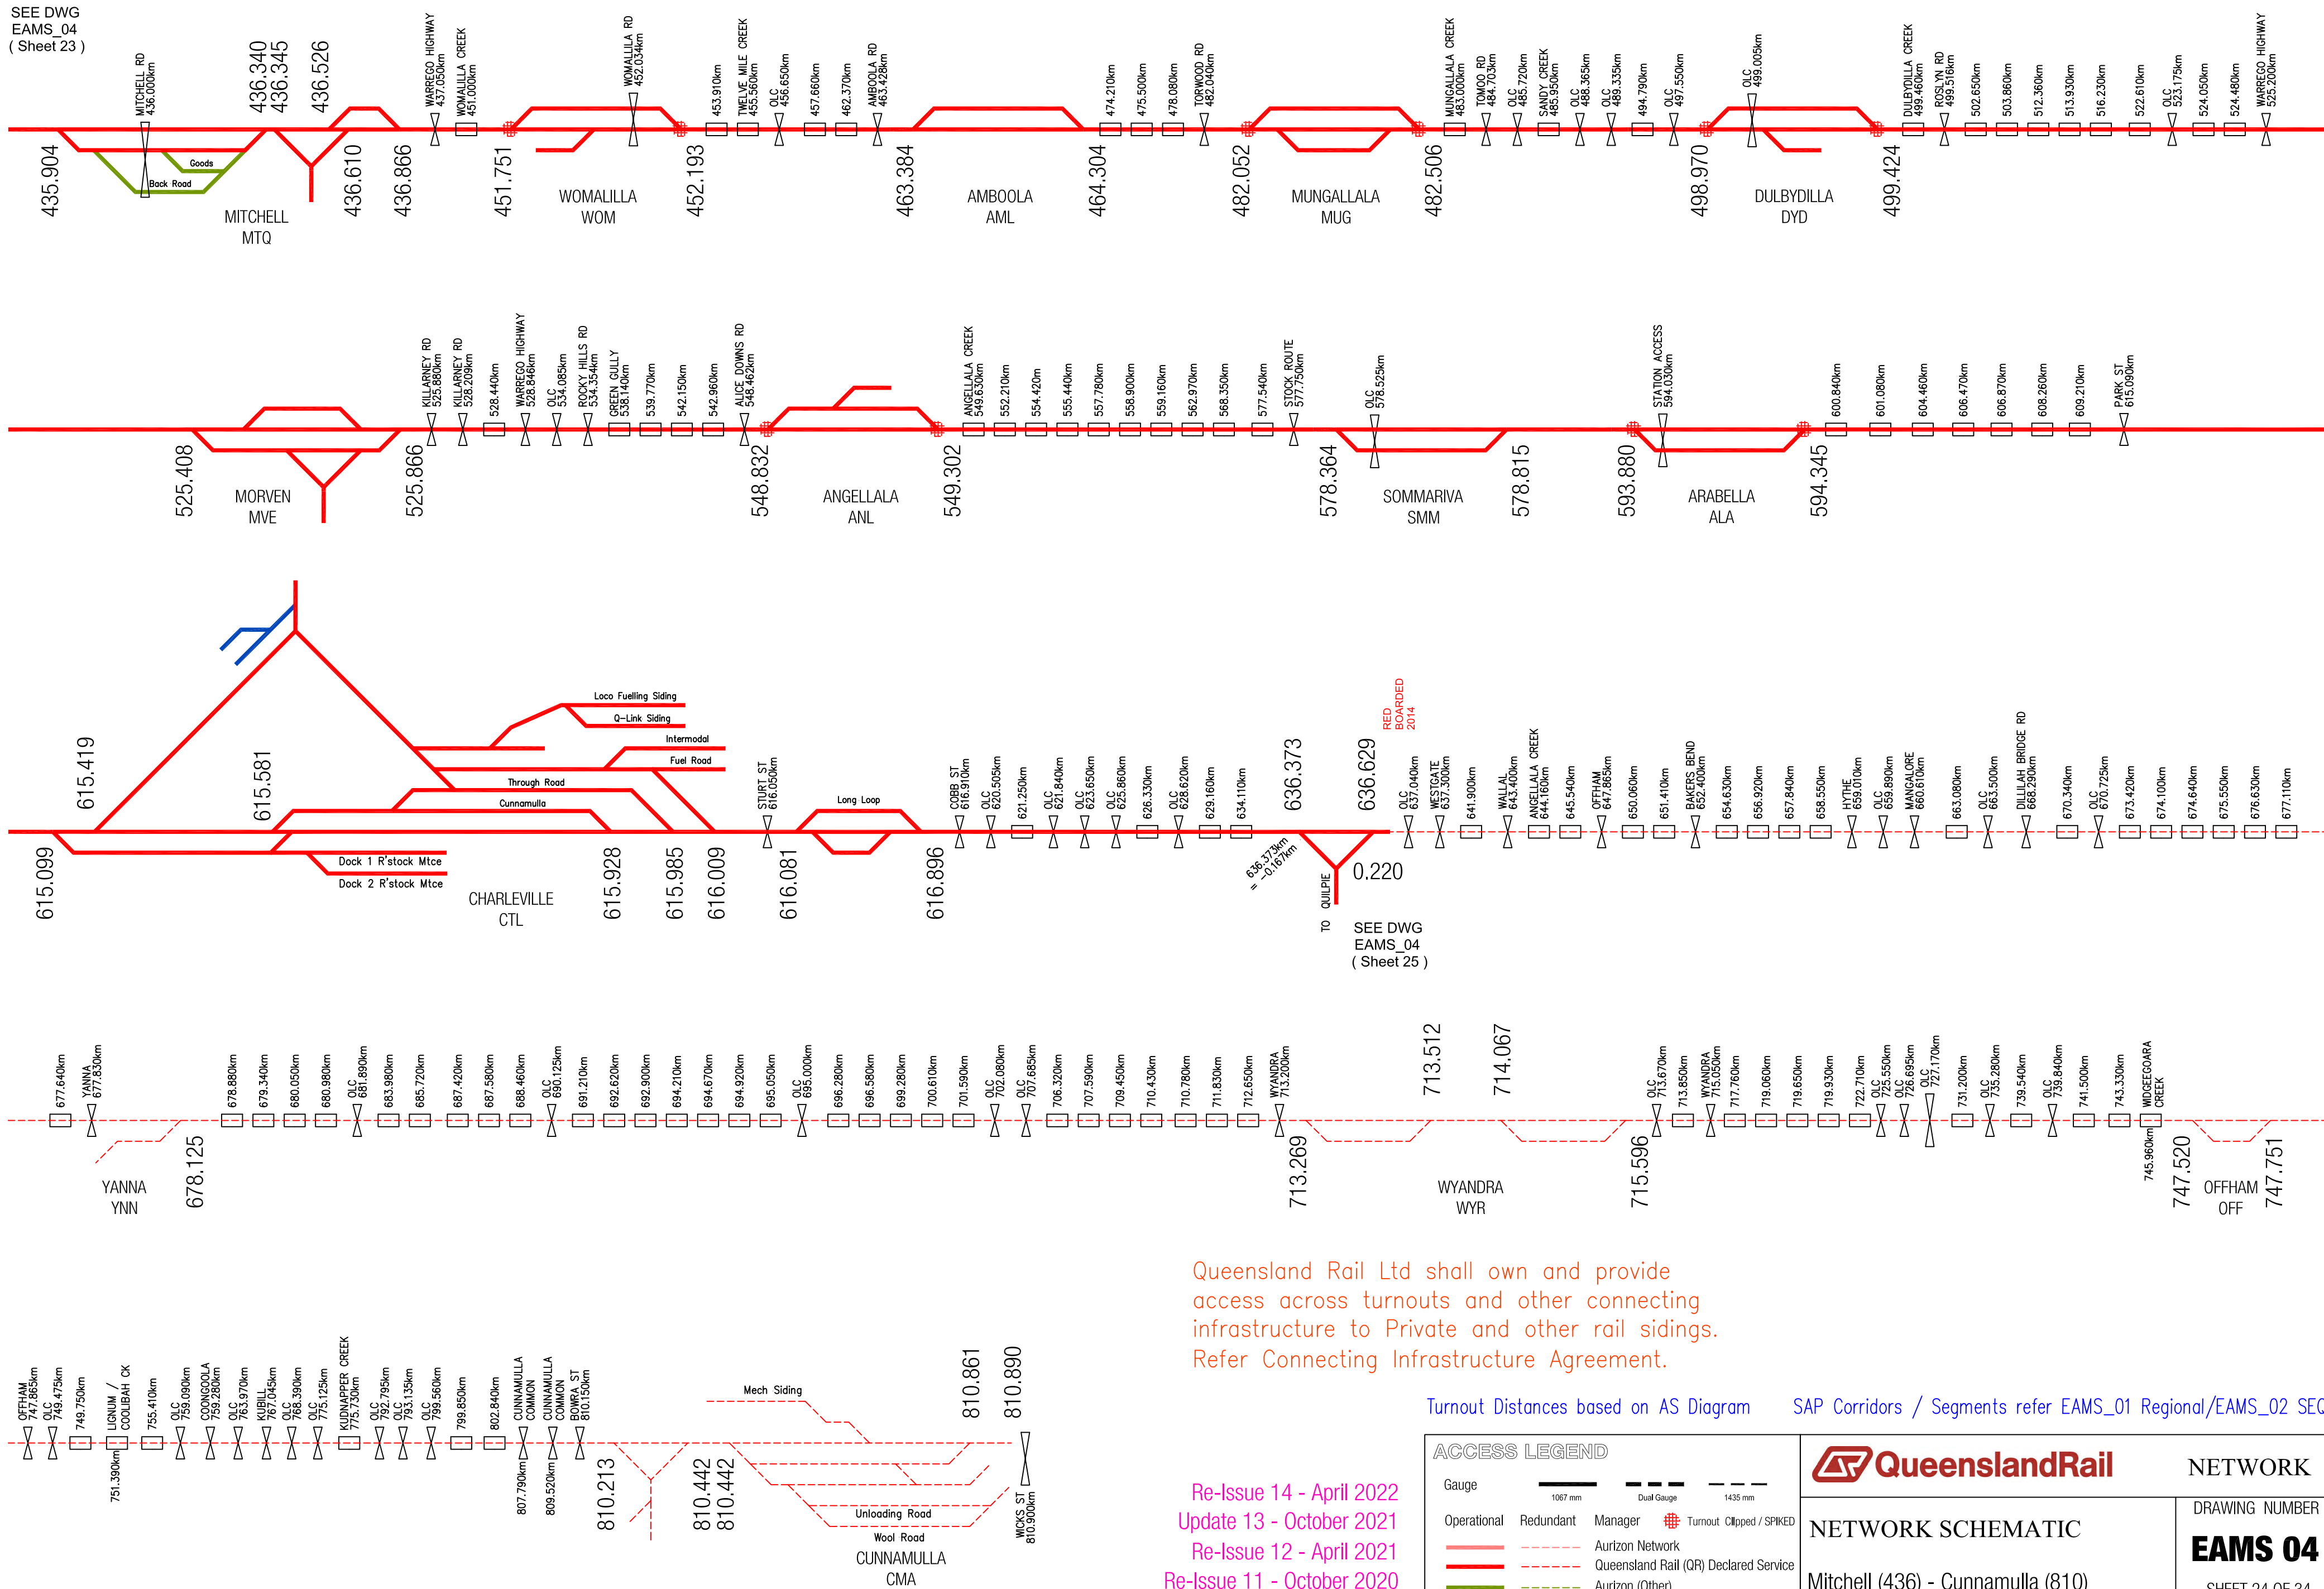 SEE DWG
EAMS_04
( Sheet 23 )
MITCHELL RD
436.000km
436.340
436.345
436.526
WARREGO HIGHWAY
437.050km
WOMALILLA CREEK
451.000km
WOMALLILA RD
452.034km
453.910km
TWELVE MILE CREEK
455.560km
OLC
456.650km
457.660km
462.370km
AMBOOLA RD
463.428km
474.210km
475.500km
478.080km
TORWOOD RD
482.040km
MUNGALLALA CREEK
483.000km
TOMOO RD
484.703km
OLC
485.720km
SANDY CREEK
485.950km
OLC
488.365km
OLC
489.335km
494.790km
OLC
497.550km
OLC
499.005km
DULBYDILLA CREEK
499.460km
ROSLYN RD
499.516km
502.650km
503.860km
512.360km
513.930km
516.230km
522.610km
OLC
523.175km
524.050km
524.480km
WARREGO HIGHWAY
525.200km
Goods
Back Road
435.904
MITCHELL
MTQ
436.610
436.866
451.751
WOMALILLA
WOM
452.193
463.384
AMBOOLA
AML
464.304
482.052
MUNGALLALA
MUG
482.506
498.970
DULBYDILLA
DYD
499.424
KILLARNEY RD
525.880km
KILLARNEY RD
528.209km
528.440km
WARREGO HIGHWAY
528.846km
OLC
534.085km
ROCKY HILLS RD
534.354km
GREEN GULLY
538.140km
539.770km
542.150km
542.960km
ALICE DOWNS RD
548.462km
ANGELLALA CREEK
549.630km
552.210km
554.420m
555.440km
557.780km
558.900km
559.160km
562.970km
568.350km
577.540km
STOCK ROUTE
577.750km
OLC
578.525km
STATION ACCESS
594.030km
600.840km
601.080km
604.460km
606.470km
606.870km
608.260km
609.210km
PARK ST
615.090km
525.408
MORVEN
MVE
525.866
548.832
ANGELLALA
ANL
549.302
578.364
SOMMARIVA
SMM
578.815
593.880
ARABELLA
ALA
594.345
Loco Fuelling Siding
Q-Link Siding
Intermodal
Fuel Road
Through Road
Cunnamulla
Dock 1 R'stock Mtce
Dock 2 R'stock Mtce
615.419
615.581
615.099
CHARLEVILLE
CTL
615.928
615.985
616.009
STURT ST
616.050km
Long Loop
616.081
616.896
COBB ST
616.910km
OLC
620.505km
621.250km
OLC
621.840km
OLC
623.650km
OLC
625.860km
626.330km
OLC
628.620km
629.160km
634.110km
636.373
636.629
636.373km
= -0.167km
0.220
TO QUILPIE
SEE DWG
EAMS_04
( Sheet 25 )
RED
BOARDED
2014
OLC
637.040km
WESTGATE
637.300km
641.900km
WALLAL
643.400km
ANGELLALA CREEK
644.160km
645.540km
OFFHAM
647.865km
650.060km
651.410km
BAKERS BEND
652.400km
654.630km
656.920km
657.840km
658.550km
HYTHE
659.010km
OLC
659.890km
MANGALORE
660.610km
663.080km
OLC
663.500km
DILLILAH BRIDGE RD
668.290km
670.340km
OLC
670.725km
673.420km
674.100km
674.640km
675.550km
676.630km
677.110km
677.640km
YANNA
677.830km
678.880km
679.340km
680.050km
680.980km
OLC
681.890km
683.980km
685.720km
687.420km
687.580km
688.460km
OLC
690.125km
691.210km
692.620km
692.900km
694.210km
694.670km
694.920km
695.050km
OLC
695.000km
696.280km
696.580km
699.280km
700.610km
701.590km
OLC
702.080km
OLC
707.685km
706.320km
707.590km
709.450km
710.430km
710.780km
711.830km
712.650km
WYANDRA
713.200km
713.512
714.067
OLC
713.670km
713.850km
WYANDRA
715.050km
717.760km
719.060km
719.650km
719.930km
722.710km
OLC
725.550km
OLC
726.695km
OLC
727.170km
731.200km
OLC
735.280km
739.540km
OLC
739.840km
741.500km
743.330km
WIDGEEGOARA
CREEK
745.960km
YANNA
YNN
678.125
713.269
WYANDRA
WYR
715.596
747.520
OFFHAM
OFF
747.751
OFFHAM
747.865km
OLC
749.475km
749.750km
LIGNUM /
COOLIBAH CK
751.390km
755.410km
OLC
759.090km
COONGOOLA
759.280km
OLC
763.970km
KUBILL
767.045km
OLC
768.390km
OLC
775.125km
KUDNAPPER CREEK
775.730km
OLC
792.795km
OLC
793.135km
OLC
799.560km
799.850km
802.840km
CUNNAMULLA
COMMON
807.790km
CUNNAMULLA
COMMON
809.520km
BOWRA ST
810.150km
810.213
810.442
810.442
Mech Siding
Unloading Road
Wool Road
CUNNAMULLA
CMA
810.861
810.890
WICKS ST
810.900km
Queensland Rail Ltd shall own and provide
access across turnouts and other connecting
infrastructure to Private and other rail sidings.
Refer Connecting Infrastructure Agreement.
Turnout Distances based on AS Diagram
SAP Corridors / Segments refer EAMS_01 Regional/EAMS_02 SEQ
Re-Issue 14 - April 2022
Update 13 - October 2021
Re-Issue 12 - April 2021
Re-Issue 11 - October 2020
ACCESS LEGEND
Gauge
1067 mm
Dual Gauge
1435 mm
Operational Redundant Manager Turnout Clipped / SPIKED
Aurizon Network
Queensland Rail (QR) Declared Service
Aurizon (Other)
QueenslandRail
NETWORK
NETWORK SCHEMATIC
Mitchell (436) - Cunnamulla (810)
DRAWING NUMBER
EAMS 04
SHEET 24 OF 34